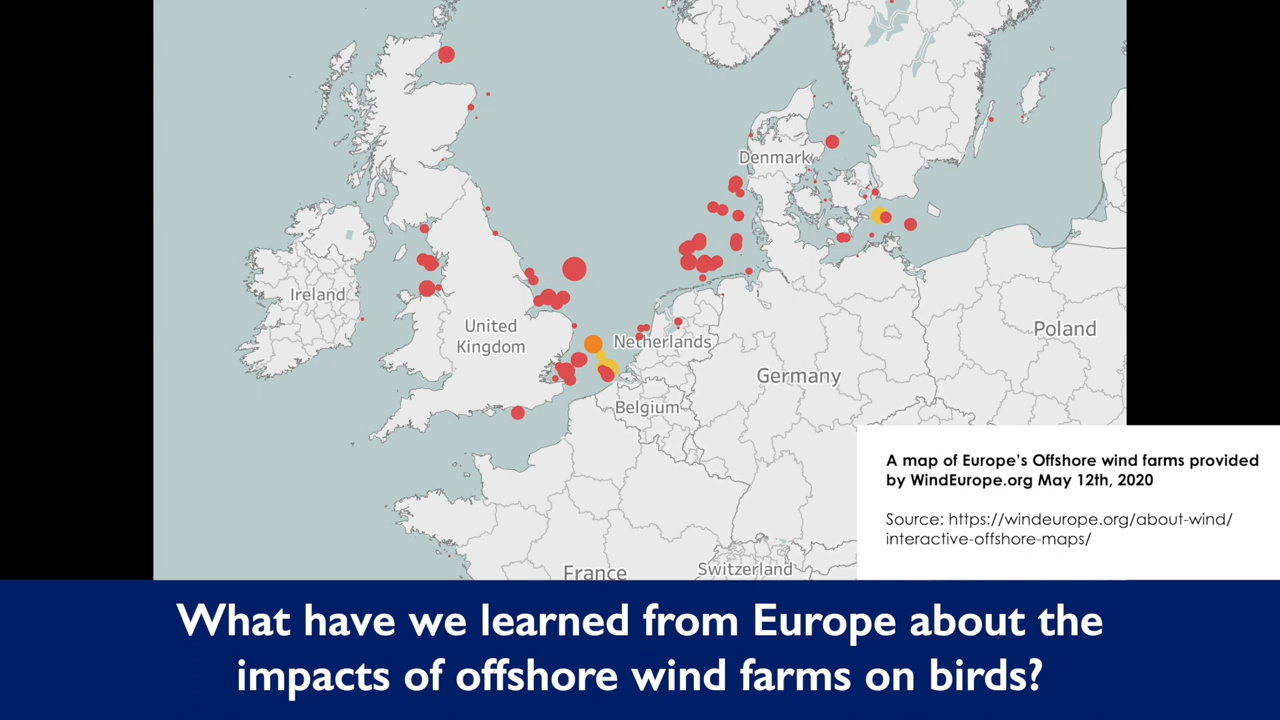 Denmark
Ireland
United
Kingdom
Netherlands
Poland
Germany
Belgium
France
Switzerland
A map of Europe's Offshore wind farms provided
by WindEurope.org May 12th, 2020
Source: https://windeurope.org/about-wind/
interactive-offshore-maps/
What have we learned from Europe about the
impacts of offshore wind farms on birds?